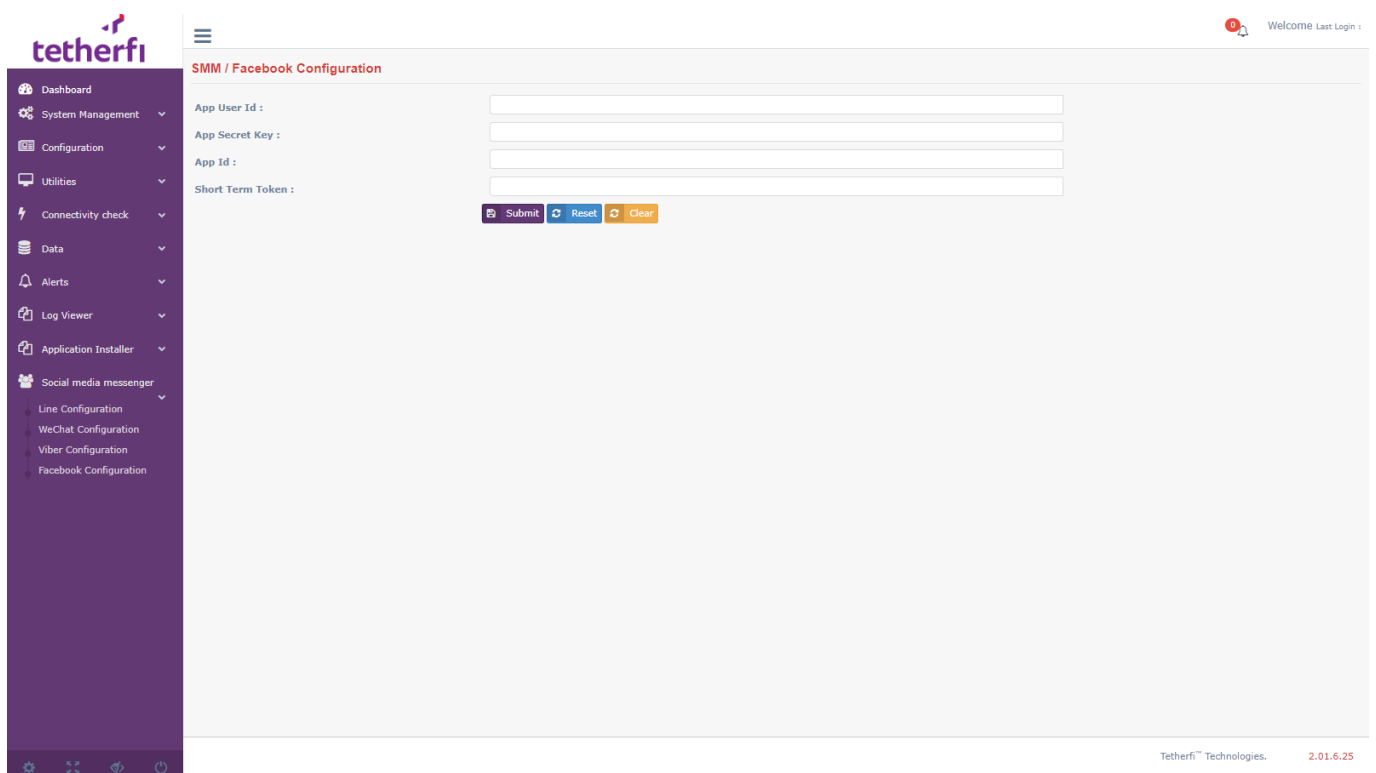 tetherfi
0
Welcome Last Login :
SMM / Facebook Configuration
Dashboard
System Management
Configuration
Utilities
Connectivity check
Data
Alerts
Log Viewer
Application Installer
Social media messenger
Line Configuration
WeChat Configuration
Viber Configuration
Facebook Configuration
App User Id :
App Secret Key :
App Id :
Short Term Token :
Submit Reset Clear
Tetherfi™ Technologies. 2.01.6.25